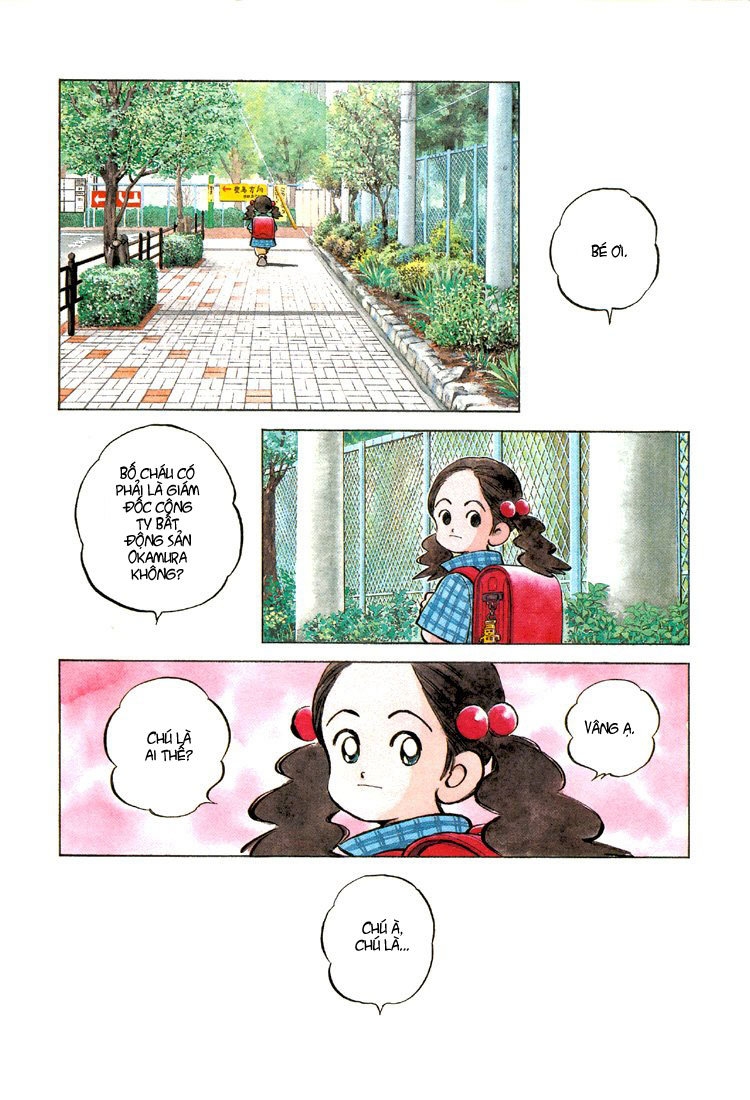 BÉ ƠI.
BỐ CHÁU CÓ
PHẢI LÀ GIÁM
ĐỐC CÔNG
TY BẤT
ĐỘNG SẢN
OKAMURA
KHÔNG?
VÂNG Ạ.
CHÚ LÀ
AI THẾ?
CHÚ À,
CHÚ LÀ...